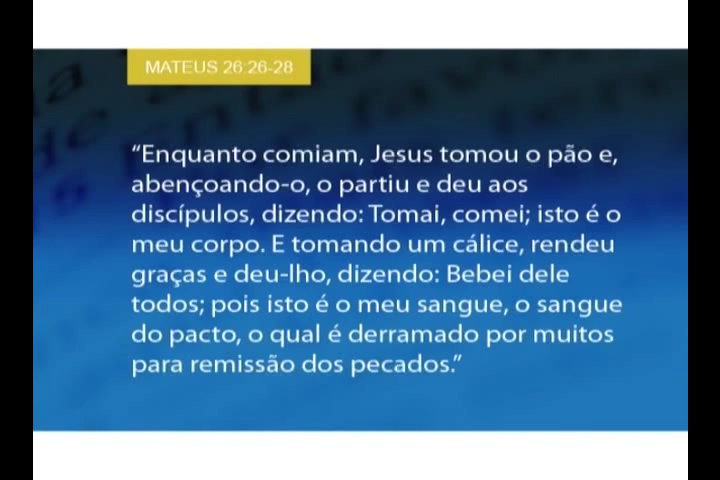 MATEUS 26:26-28
“Enquanto comiam, Jesus tomou o pão e,
abençoando-o, o partiu e deu aos
discípulos, dizendo: Tomai, comei; isto é o
meu corpo. E tomando um cálice, rendeu
graças e deu-lho, dizendo: Bebei dele
todos; pois isto é o meu sangue, o sangue
do pacto, o qual é derramado por muitos
para remissão dos pecados.”